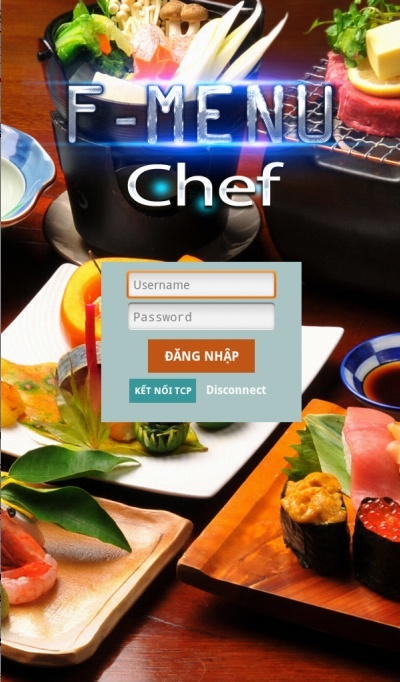 F-MENU
Chef
Username
Password
ĐĂNG NHẬP
KẾT NỐI TCP Disconnect